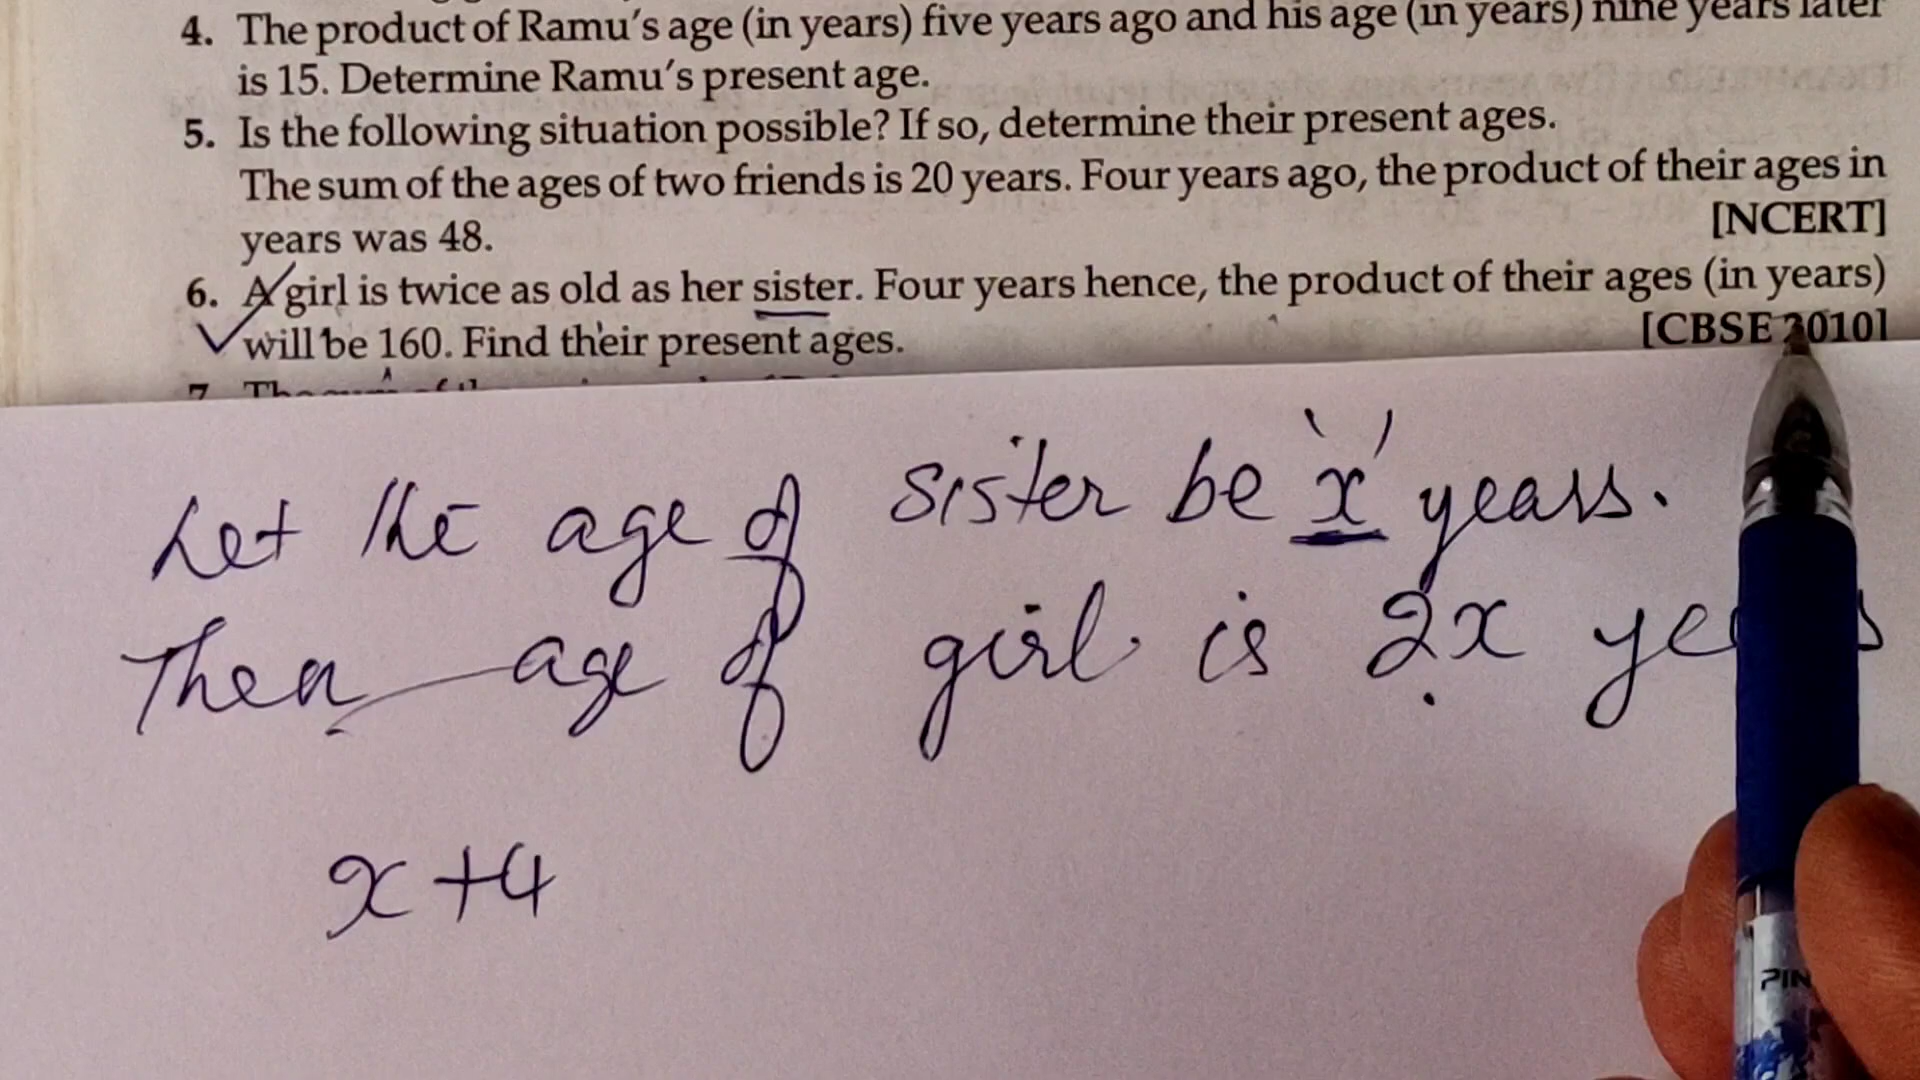 4. The product of Ramu's age (in years) five years ago and his age (in years) nine years later
is 15. Determine Ramu's present age.
5. Is the following situation possible? If so, determine their present ages.
The sum of the ages of two friends is 20 years. Four years ago, the product of their ages in
years was 48. [NCERT]
6. A girl is twice as old as her sister. Four years hence, the product of their ages (in years)
will be 160. Find their present ages. [CBSE 2010]
7. The
Let the age of sister be 'x' years.
Then age of girl is 2x
x+4
PIN